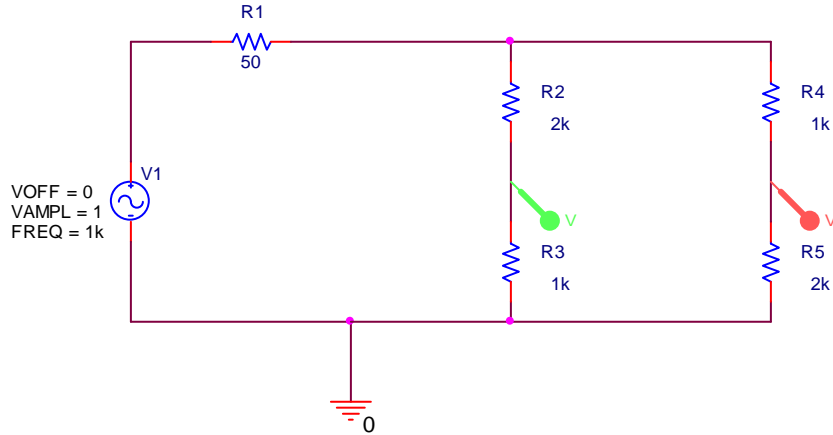 R1
50
R2
2k
R4
1k
V1
VOFF = 0
VAMPL = 1
FREQ = 1k
V
V
R3
1k
R5
2k
0